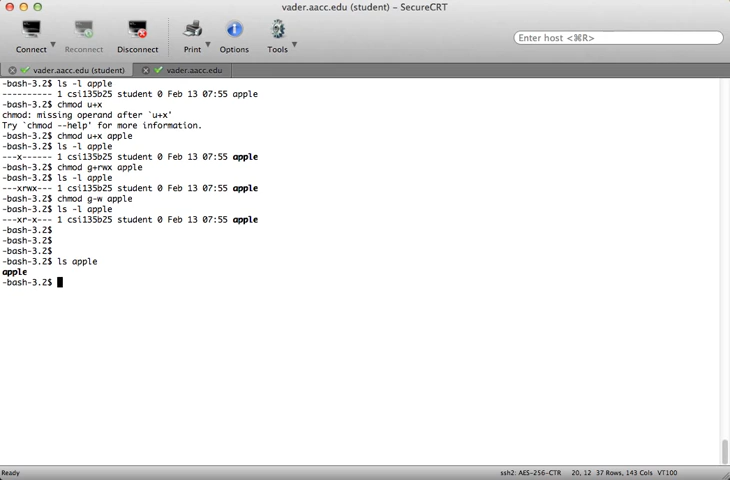 vader.aacc.edu (student) – SecureCRT
Connect Reconnect Disconnect Print Options Tools Enter host <⌘R>
vader.aacc.edu (student) vader.aacc.edu
-bash-3.2$ ls -l apple
---------- 1 csi135b25 student 0 Feb 13 07:55 apple
-bash-3.2$ chmod u+x
chmod: missing operand after `u+x'
Try `chmod --help' for more information.
-bash-3.2$ chmod u+x apple
-bash-3.2$ ls -l apple
---x------ 1 csi135b25 student 0 Feb 13 07:55 apple
-bash-3.2$ chmod g+rwx apple
-bash-3.2$ ls -l apple
---xrwx--- 1 csi135b25 student 0 Feb 13 07:55 apple
-bash-3.2$ chmod g-w apple
-bash-3.2$ ls -l apple
---xr-x--- 1 csi135b25 student 0 Feb 13 07:55 apple
-bash-3.2$
-bash-3.2$
-bash-3.2$
-bash-3.2$ ls apple
apple
-bash-3.2$
Ready ssh2: AES-256-CTR 20, 12 37 Rows, 143 Cols VT100